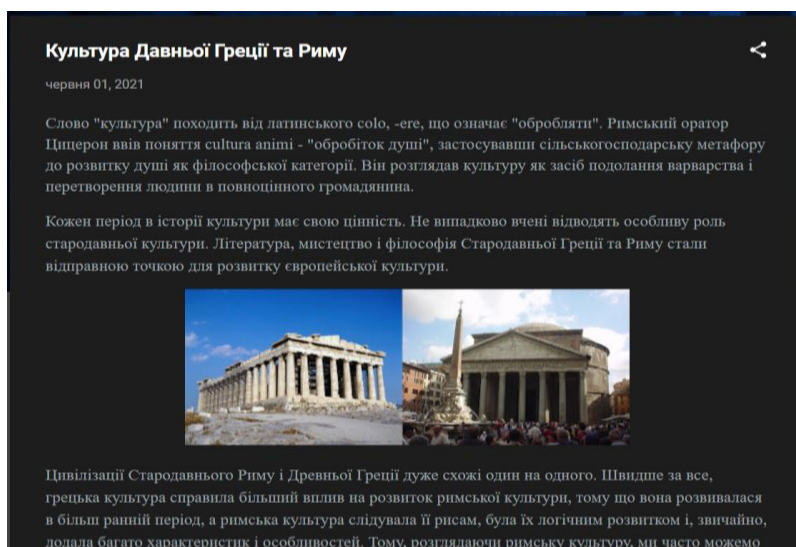 Культура Давньої Греції та Риму
червня 01, 2021
Слово "культура" походить від латинського colo, -ere, що означає "обробляти". Римський оратор
Цицерон ввів поняття cultura animi - "обробіток душі", застосувавши сільськогосподарську метафору
до розвитку душі як філософської категорії. Він розглядав культуру як засіб подолання варварства і
перетворення людини в повноцінного громадянина.
Кожен період в історії культури має свою цінність. Не випадково вчені відводять особливу роль
стародавньої культури. Література, мистецтво і філософія Стародавньої Греції та Риму стали
відправною точкою для розвитку європейської культури.
Цивілізації Стародавнього Риму і Древньої Греції дуже схожі один на одного. Швидше за все,
грецька культура справила більший вплив на розвиток римської культури, тому що вона розвивалася
в більш ранній період, а римська культура слідувала її рисам, була їх логічним розвитком і, звичайно,
додала багато характеристик і особливостей. Тому, розглядаючи римську культуру, ми часто можемо